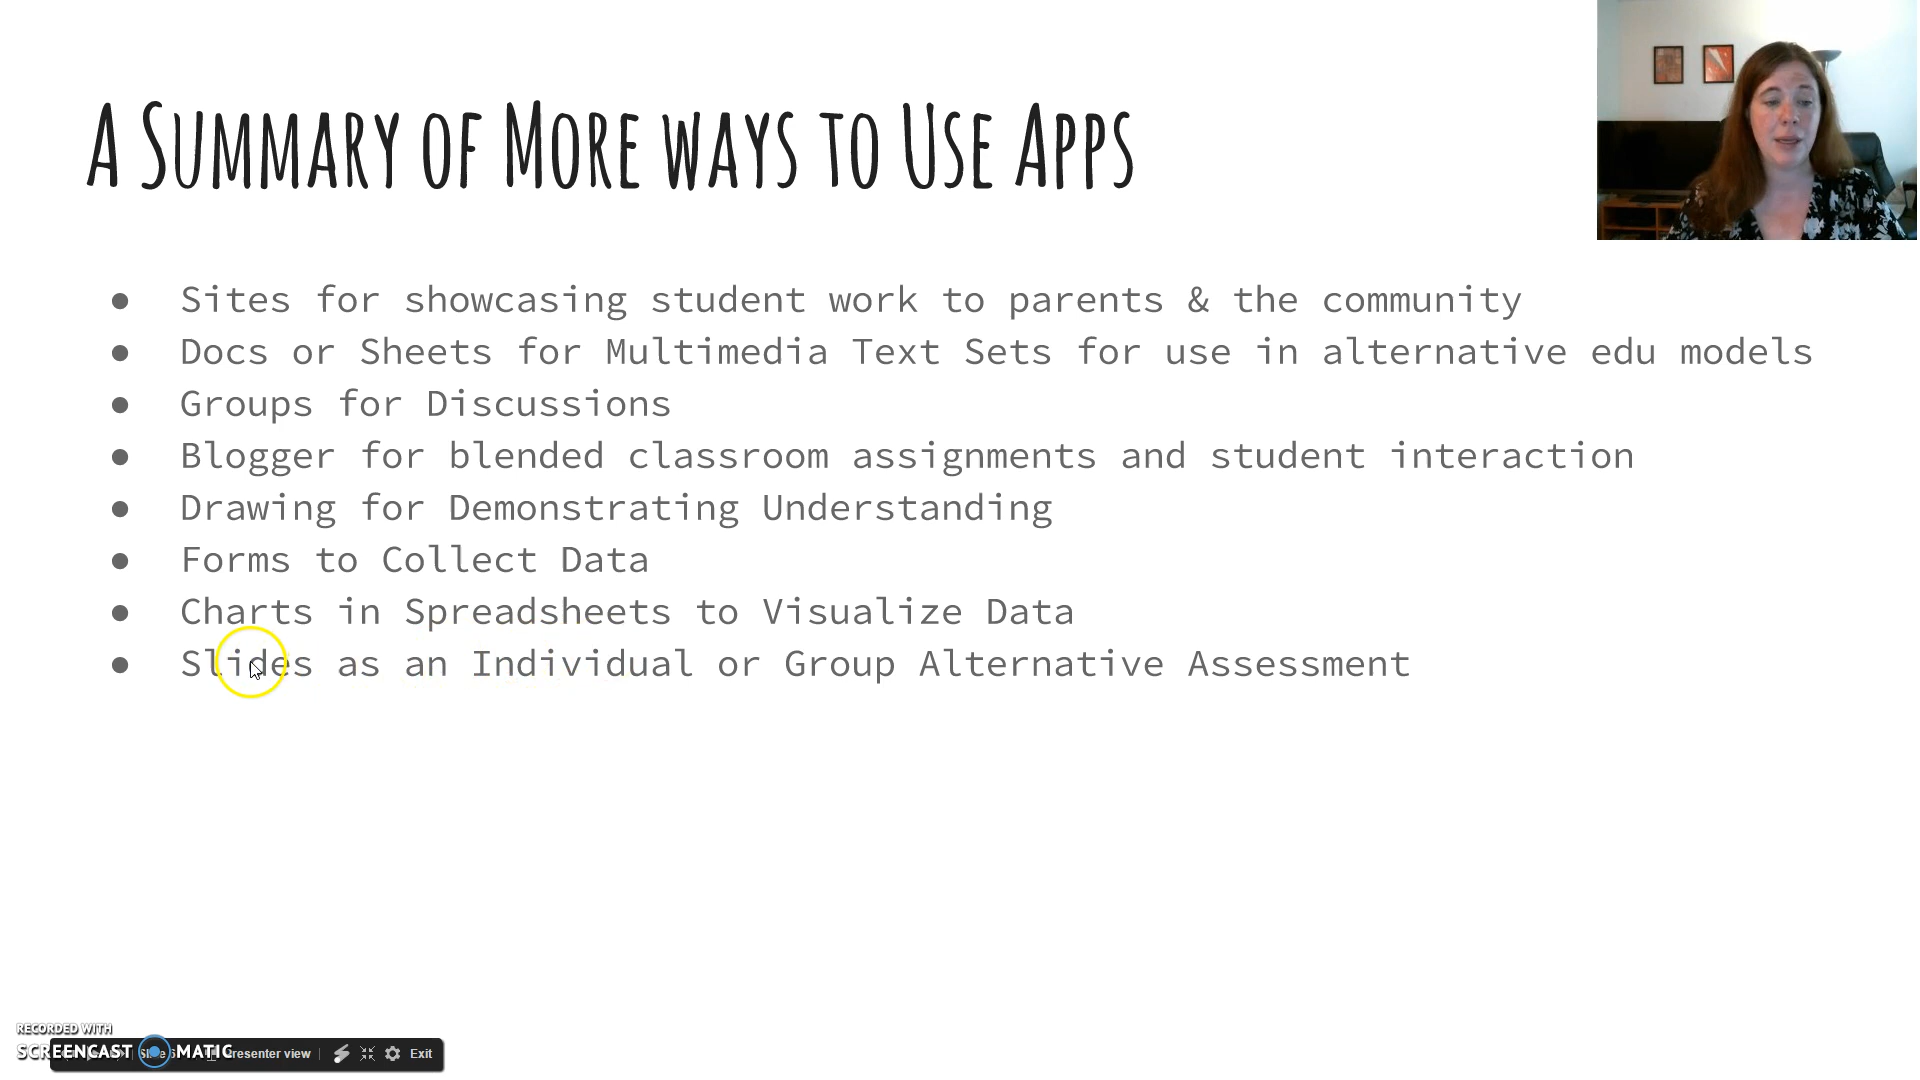 A Summary of More ways to Use Apps
● Sites for showcasing student work to parents & the community
● Docs or Sheets for Multimedia Text Sets for use in alternative edu models
● Groups for Discussions
● Blogger for blended classroom assignments and student interaction
● Drawing for Demonstrating Understanding
● Forms to Collect Data
● Charts in Spreadsheets to Visualize Data
● Slides as an Individual or Group Alternative Assessment
RECORDED WITH
SCREENCAST MATIC
Presenter view Exit